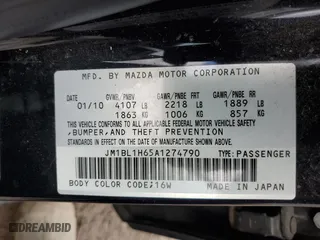 MFD. BY MAZDA MOTOR CORPORATION
GVWR/ PNBV GAWR/PNBE FRT GAWR/PNBE RR
01/10 4107 LB 2218 LB 1889 LB
1863 KG 1006 KG 857 KG
THIS VEHICLE CONFORMS TO ALL APPLICABLE
FEDERAL MOTOR VEHICLE SAFETY
,BUMPER,AND THEFT PREVENTION
STANDARDS IN EFFECT ON THE DATE OF
MANUFACTURE SHOWN ABOVE.
JM1BL1H65A1274790 TYPE:PASSENGER
BODY COLOR CODE:16W MADE IN JAPAN
DREAMBID